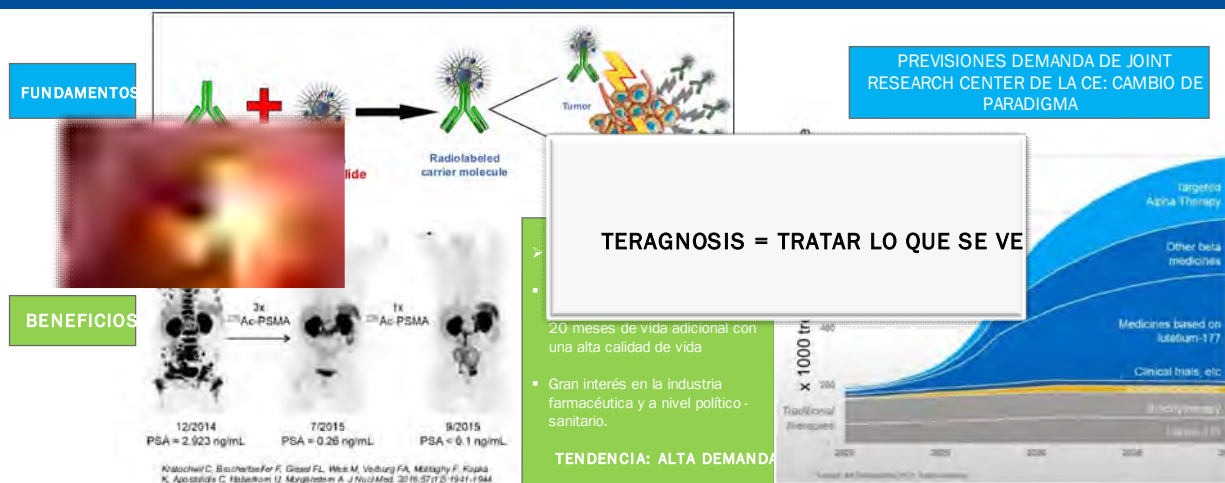 FUNDAMENTOS
Tumor
Radiolabeled
carrier molecule
lide
PREVISIONES DEMANDA DE JOINT
RESEARCH CENTER DE LA CE: CAMBIO DE
PARADIGMA
TERAGNOSIS = TRATAR LO QUE SE VE
BENEFICIOS
3x
Ac-PSMA
1x
Ac-PSMA
12/2014
PSA = 2,923 ng/mL
7/2015
PSA = 0.26 ng/mL
9/2015
PSA < 0.1 ng/mL
20 meses de vida adicional con
una alta calidad de vida
Gran interés en la industria
farmacéutica y a nivel político-
sanitario.
TENDENCIA: ALTA DEMANDA
x 1000 tre
Targeted
Alpha Therapy
Other beta
medicines
Medicines based on
lutetium-177
Clinical trials, etc
Traditional
therapies
400
200